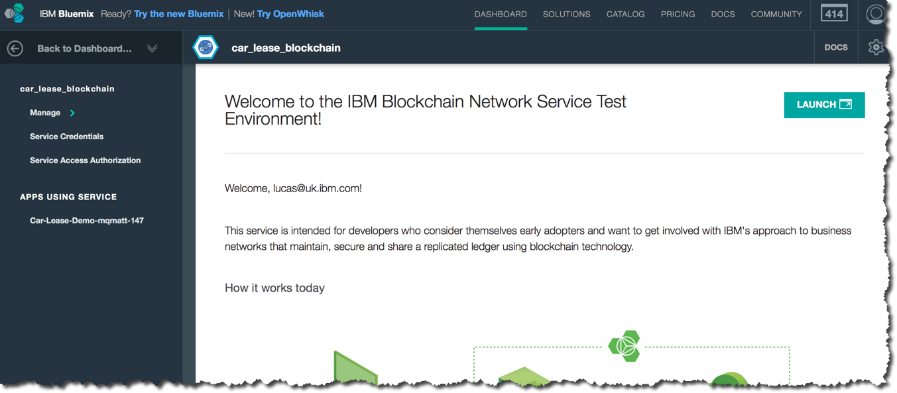 IBM Bluemix Ready? Try the new Bluemix | New! Try OpenWhisk DASHBOARD SOLUTIONS CATALOG PRICING DOCS COMMUNITY 414
Back to Dashboard... car_lease_blockchain DOCS
car_lease_blockchain
Manage
Service Credentials
Service Access Authorization
APPS USING SERVICE
Car-Lease-Demo-mqmatt-147
Welcome to the IBM Blockchain Network Service Test
Environment!
LAUNCH
Welcome, lucas@uk.ibm.com!
This service is intended for developers who consider themselves early adopters and want to get involved with IBM's approach to business
networks that maintain, secure and share a replicated ledger using blockchain technology.
How it works today